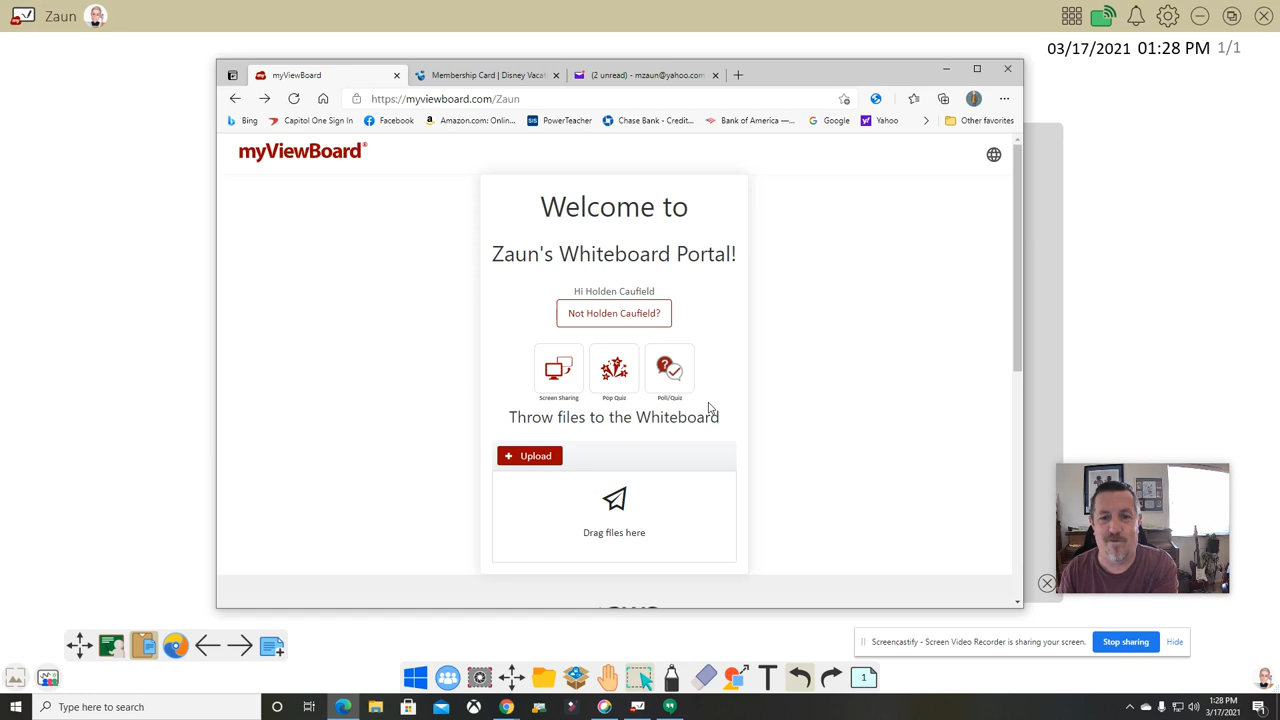 Zaun
03/17/2021 01:28 PM 1/1
myViewBoard
Membership Card | Disney Vacat
(2 unread) - mzaun@yahoo.com
https://myviewboard.com/Zaun
Bing
Capitol One Sign In
Facebook
Amazon.com: Onlin...
SIS
PowerTeacher
Chase Bank - Credit...
Bank of America —...
Google
Yahoo
Other favorites
myViewBoard®
Welcome to
Zaun's Whiteboard Portal!
Hi Holden Caufield
Not Holden Caufield?
Screen Sharing
Pop Quiz
Poll/Quiz
Throw files to the Whiteboard
+ Upload
Drag files here
Screencastify - Screen Video Recorder is sharing your screen.
Stop sharing
Hide
T
1
Type here to search
1:28 PM
3/17/2021